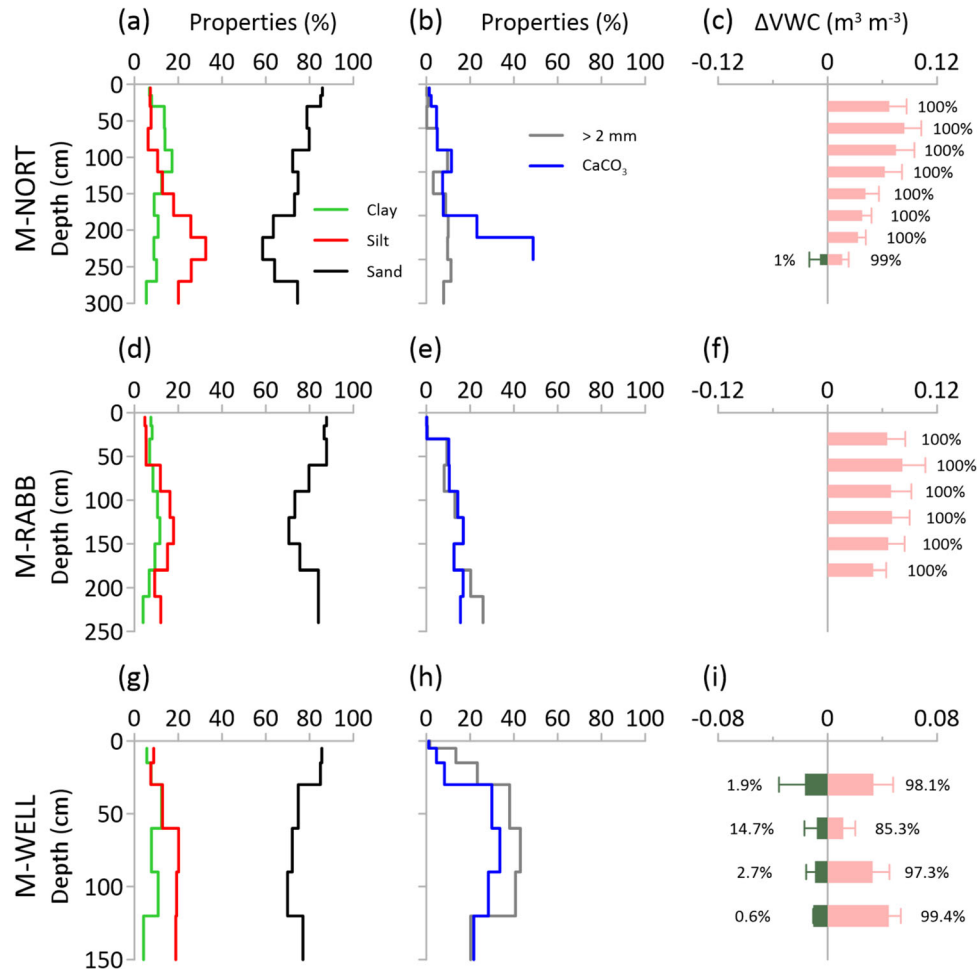 (a) Properties (%) (b) Properties (%) (c) ΔVWC (m³ m⁻³)
0 20 40 60 80 100 0 20 40 60 80 100 -0.12 0 0.12
0
50
100
150
200
250
300
M-NORT
Depth (cm)
Clay
Silt
Sand
> 2 mm
CaCO₃
100%
100%
100%
100%
100%
100%
100%
1% 99%
(d) (e) (f)
0 20 40 60 80 100 0 20 40 60 80 100 -0.12 0 0.12
0
50
100
150
200
250
M-RABB
Depth (cm)
100%
100%
100%
100%
100%
100%
(g) (h) (i)
0 20 40 60 80 100 0 20 40 60 80 100 -0.08 0 0.08
0
50
100
150
M-WELL
Depth (cm)
1.9% 98.1%
14.7% 85.3%
2.7% 97.3%
0.6% 99.4%